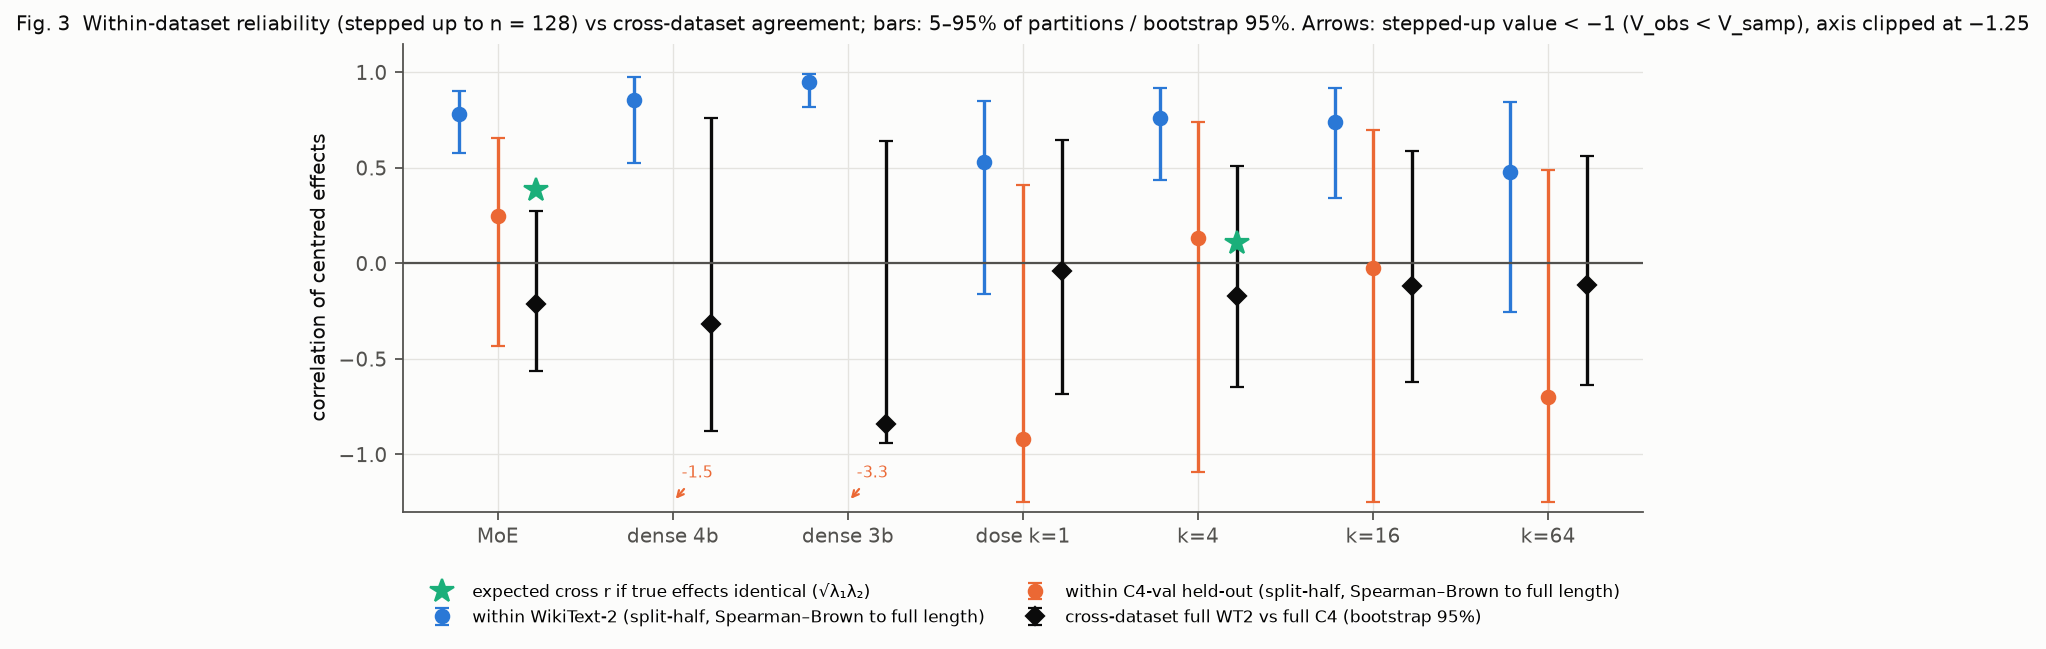 Fig. 3  Within-dataset reliability (stepped up to n = 128) vs cross-dataset agreement; bars: 5–95% of partitions / bootstrap 95%. Arrows: stepped-up value < −1 (V_obs < V_samp), axis clipped at −1.25
correlation of centred effects
1.0
0.5
0.0
−0.5
−1.0
-1.5
-3.3
MoE
dense 4b
dense 3b
dose k=1
k=4
k=16
k=64
expected cross r if true effects identical (√λ₁λ₂)
within WikiText-2 (split-half, Spearman–Brown to full length)
within C4-val held-out (split-half, Spearman–Brown to full length)
cross-dataset full WT2 vs full C4 (bootstrap 95%)